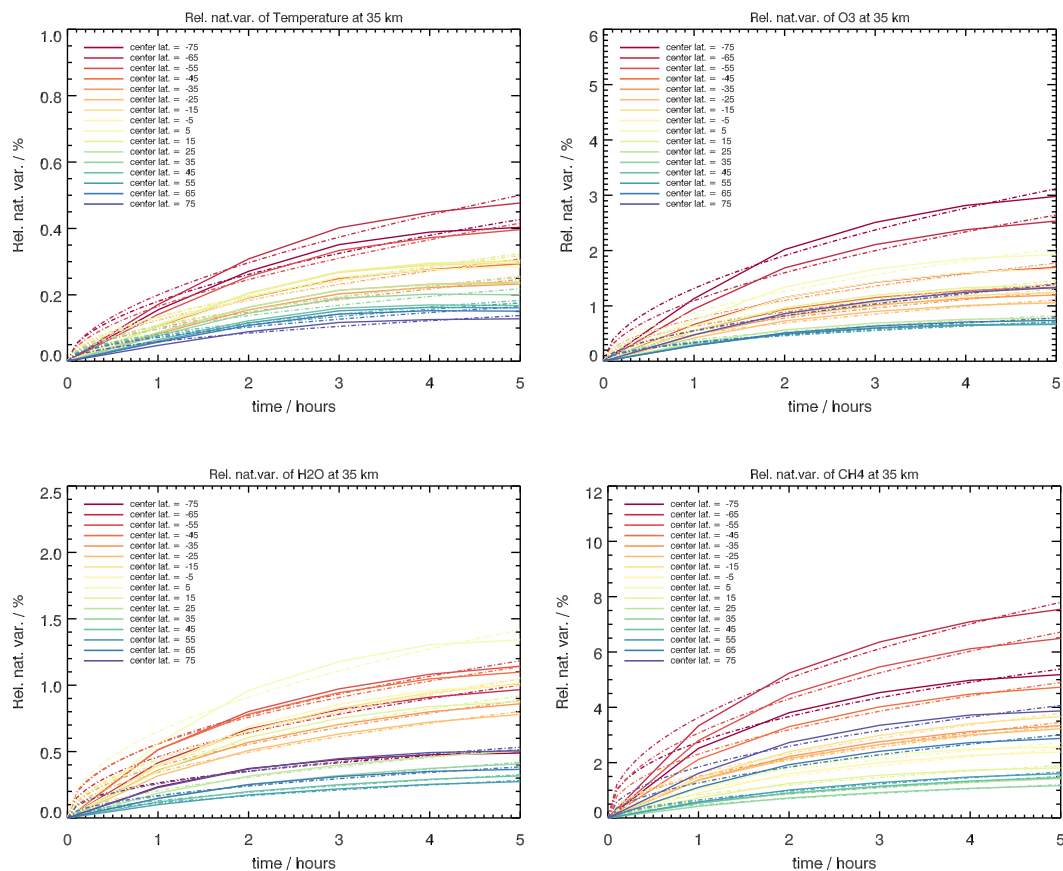 Rel. nat.var. of Temperature at 35 km
1.0
0.8
0.6
0.4
0.2
0.0
Rel. nat. var. / %
center lat. = -75
center lat. = -65
center lat. = -55
center lat. = -45
center lat. = -35
center lat. = -25
center lat. = -15
center lat. = -5
center lat. = 5
center lat. = 15
center lat. = 25
center lat. = 35
center lat. = 45
center lat. = 55
center lat. = 65
center lat. = 75
0 1 2 3 4 5
time / hours
Rel. nat.var. of O3 at 35 km
6
5
4
3
2
1
0
Rel. nat. var. / %
center lat. = -75
center lat. = -65
center lat. = -55
center lat. = -45
center lat. = -35
center lat. = -25
center lat. = -15
center lat. = -5
center lat. = 5
center lat. = 15
center lat. = 25
center lat. = 35
center lat. = 45
center lat. = 55
center lat. = 65
center lat. = 75
0 1 2 3 4 5
time / hours
Rel. nat.var. of H2O at 35 km
2.5
2.0
1.5
1.0
0.5
0.0
Rel. nat. var. / %
center lat. = -75
center lat. = -65
center lat. = -55
center lat. = -45
center lat. = -35
center lat. = -25
center lat. = -15
center lat. = -5
center lat. = 5
center lat. = 15
center lat. = 25
center lat. = 35
center lat. = 45
center lat. = 55
center lat. = 65
center lat. = 75
0 1 2 3 4 5
time / hours
Rel. nat.var. of CH4 at 35 km
12
10
8
6
4
2
0
Rel. nat. var. / %
center lat. = -75
center lat. = -65
center lat. = -55
center lat. = -45
center lat. = -35
center lat. = -25
center lat. = -15
center lat. = -5
center lat. = 5
center lat. = 15
center lat. = 25
center lat. = 35
center lat. = 45
center lat. = 55
center lat. = 65
center lat. = 75
0 1 2 3 4 5
time / hours